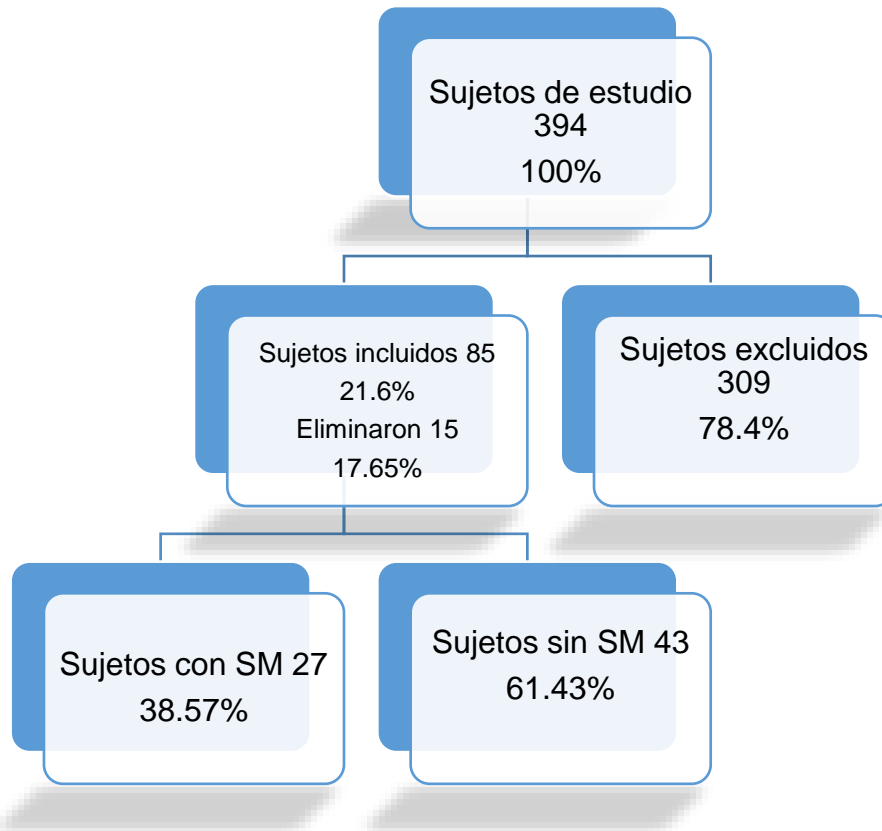 Sujetos de estudio
394
100%
Sujetos incluidos 85
21.6%
Eliminaron 15
17.65%
Sujetos excluidos
309
78.4%
Sujetos con SM 27
38.57%
Sujetos sin SM 43
61.43%